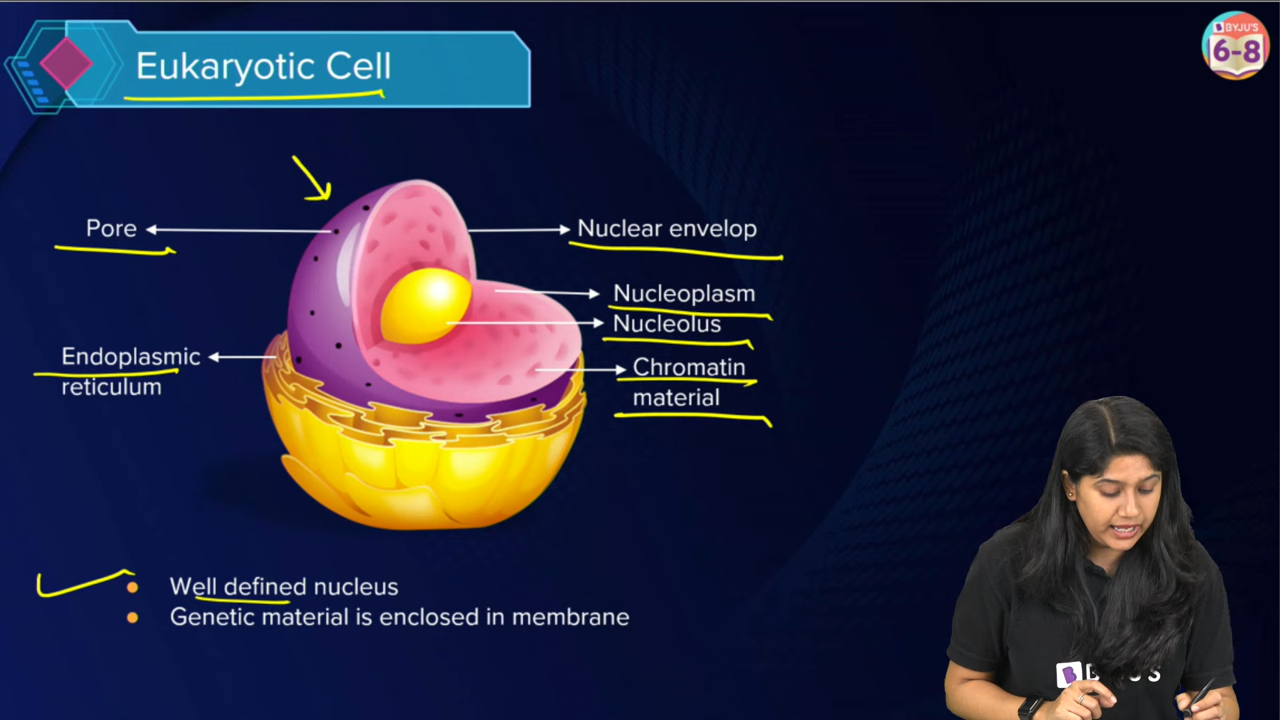 Eukaryotic Cell
BYJU'S
6-8
Pore
Nuclear envelop
Nucleoplasm
Nucleolus
Endoplasmic
reticulum
Chromatin
material
Well defined nucleus
Genetic material is enclosed in membrane